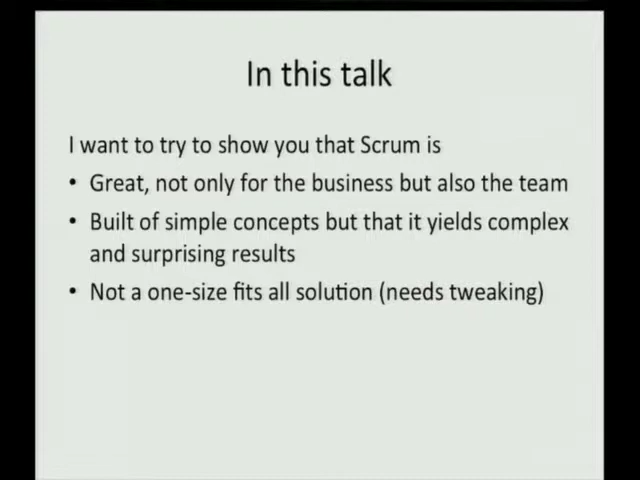 In this talk
I want to try to show you that Scrum is
• Great, not only for the business but also the team
• Built of simple concepts but that it yields complex
and surprising results
• Not a one-size fits all solution (needs tweaking)